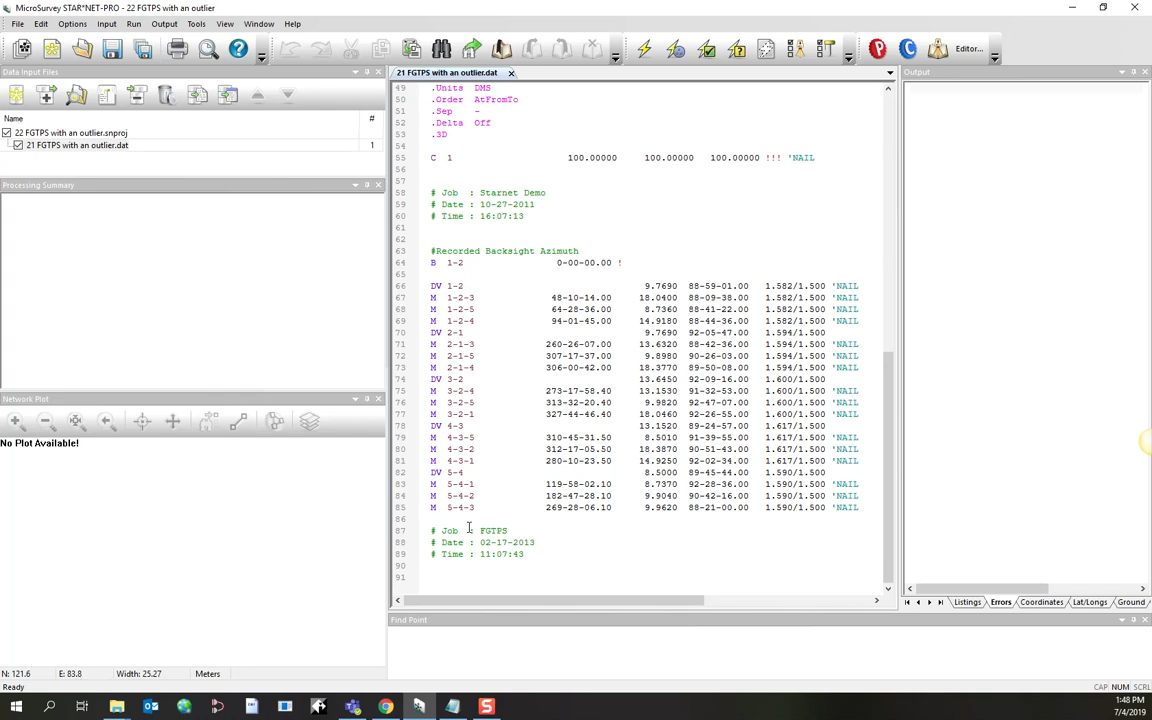 MicroSurvey STAR*NET-PRO - 22 FGTPS with an outlier
File Edit Options Input Run Output Tools View Window Help
Editor...
Data Input Files
Name #
22 FGTPS with an outlier.snproj
21 FGTPS with an outlier.dat 1
Processing Summary
Network Plot
No Plot Available!
21 FGTPS with an outlier.dat
49 .Units DMS
50 .Order AtFromTo
51 .Sep -
52 .Delta Off
53 .3D
54
55 C 1 100.00000 100.00000 100.00000 !!! 'NAIL
56
57
58 # Job : Starnet Demo
59 # Date : 10-27-2011
60 # Time : 16:07:13
61
62
63 #Recorded Backsight Azimuth
64 B 1-2 0-00-00.00 !
65
66 DV 1-2 9.7690 88-59-01.00 1.582/1.500 'NAIL
67 M 1-2-3 48-10-14.00 18.0400 88-09-38.00 1.582/1.500 'NAIL
68 M 1-2-5 64-28-36.00 8.7360 88-41-22.00 1.582/1.500 'NAIL
69 M 1-2-4 94-01-45.00 14.9180 88-44-36.00 1.582/1.500 'NAIL
70 DV 2-1 9.7690 92-05-47.00 1.594/1.500
71 M 2-1-3 260-26-07.00 13.6320 88-42-36.00 1.594/1.500 'NAIL
72 M 2-1-5 307-17-37.00 9.8980 90-26-03.00 1.594/1.500 'NAIL
73 M 2-1-4 306-00-42.00 18.3770 89-50-08.00 1.594/1.500 'NAIL
74 DV 3-2 13.6450 92-09-16.00 1.600/1.500
75 M 3-2-4 273-17-58.40 13.1530 91-32-53.00 1.600/1.500 'NAIL
76 M 3-2-5 313-32-20.40 9.9820 92-47-07.00 1.600/1.500 'NAIL
77 M 3-2-1 327-44-46.40 18.0460 92-26-55.00 1.600/1.500 'NAIL
78 DV 4-3 13.1520 89-24-57.00 1.617/1.500
79 M 4-3-5 310-45-31.50 8.5010 91-39-55.00 1.617/1.500 'NAIL
80 M 4-3-2 312-17-05.50 18.3870 90-51-43.00 1.617/1.500 'NAIL
81 M 4-3-1 280-10-23.50 14.9250 92-02-34.00 1.617/1.500 'NAIL
82 DV 5-4 8.5000 89-45-44.00 1.590/1.500
83 M 5-4-1 119-58-02.10 8.7370 92-28-36.00 1.590/1.500 'NAIL
84 M 5-4-2 182-47-28.10 9.9040 90-42-16.00 1.590/1.500 'NAIL
85 M 5-4-3 269-28-06.10 9.9620 88-21-00.00 1.590/1.500 'NAIL
86
87 # Job : FGTPS
88 # Date : 02-17-2013
89 # Time : 11:07:43
90
91
Find Point
Output
Listings Errors Coordinates Lat/Longs Ground
N: 121.6 E: 83.8 Width: 25.27 Meters
Ready
CAP NUM SCRL
1:48 PM
7/4/2019